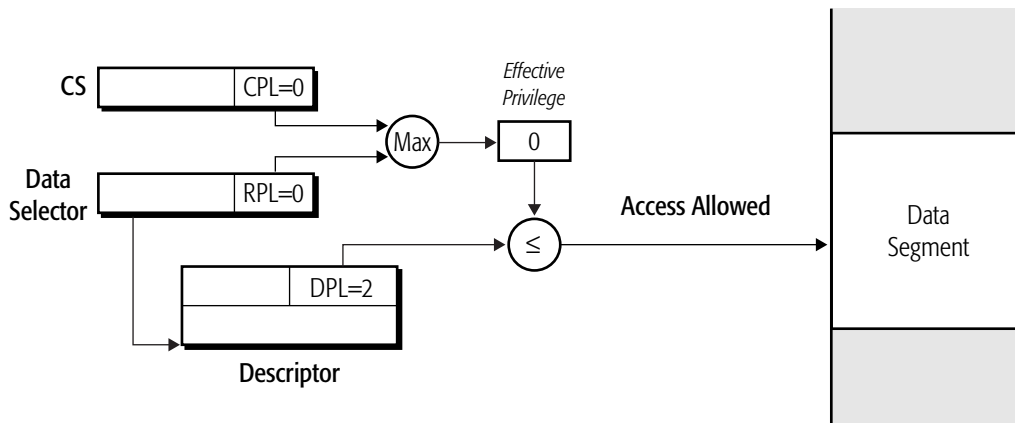 Effective
Privilege
CS
CPL=0
Max
0
Data
Selector
RPL=0
Access Allowed
Data
Segment
≤
DPL=2
Descriptor